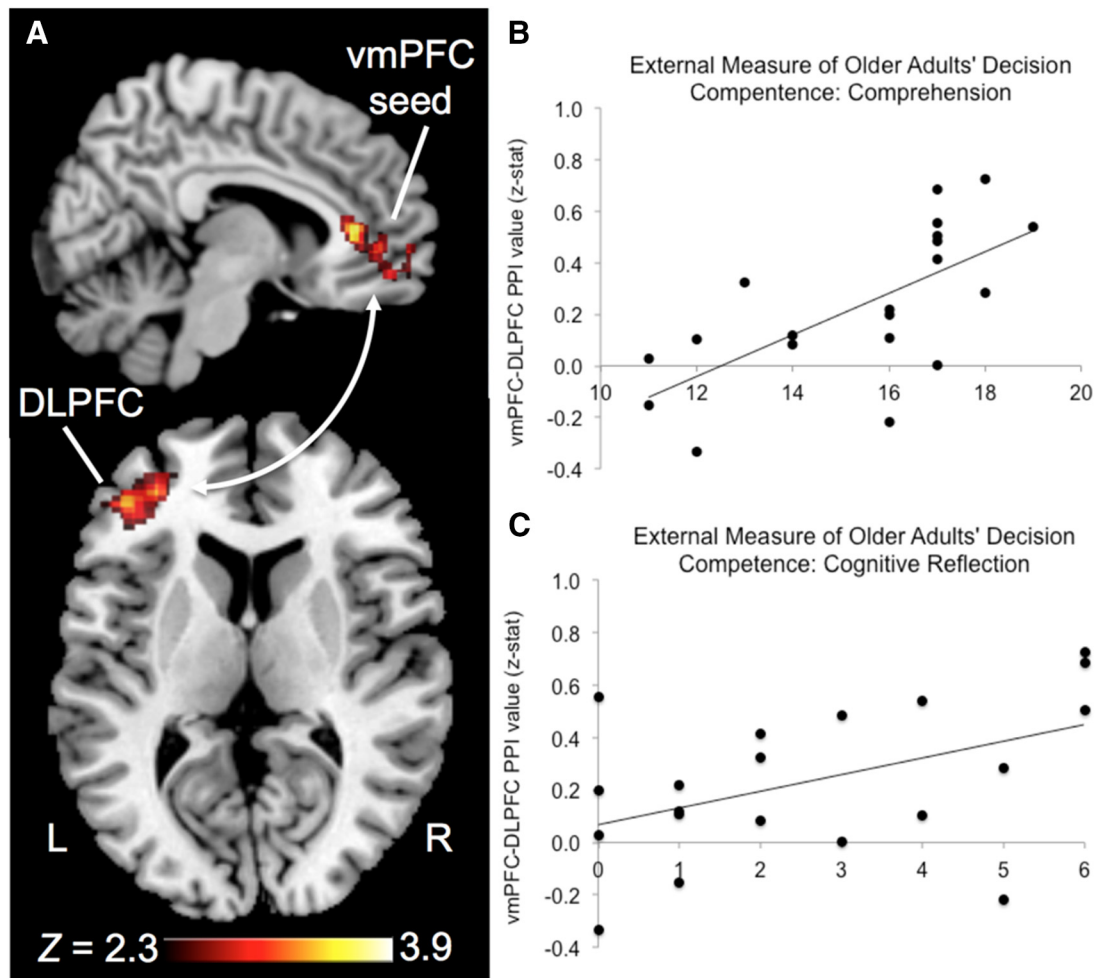 A
vmPFC
seed
DLPFC
L
R
Z = 2.3
3.9
B
External Measure of Older Adults' Decision
Compentence: Comprehension
vmPFC-DLPFC PPI value (z-stat)
1.0
0.8
0.6
0.4
0.2
0.0
-0.2
-0.4
10 12 14 16 18 20
C
External Measure of Older Adults' Decision
Competence: Cognitive Reflection
vmPFC-DLPFC PPI value (z-stat)
1.0
0.8
0.6
0.4
0.2
0.0
-0.2
-0.4
0 1 2 3 4 5 6